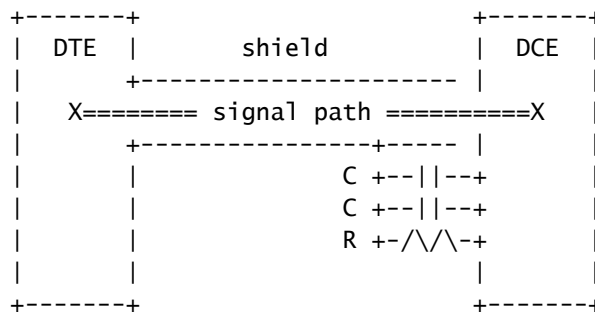 +-------+                      +-------+
|  DTE  |       shield         |  DCE  |
|       +--------------------- |       |
|   X======== signal path ==========X  |
|       +----------------+-----|       |
|       |              C +--||--+      |
|       |              C +--||--+      |
|       |              R +-/\/\-+      |
|       |                      |       |
+-------+                      +-------+